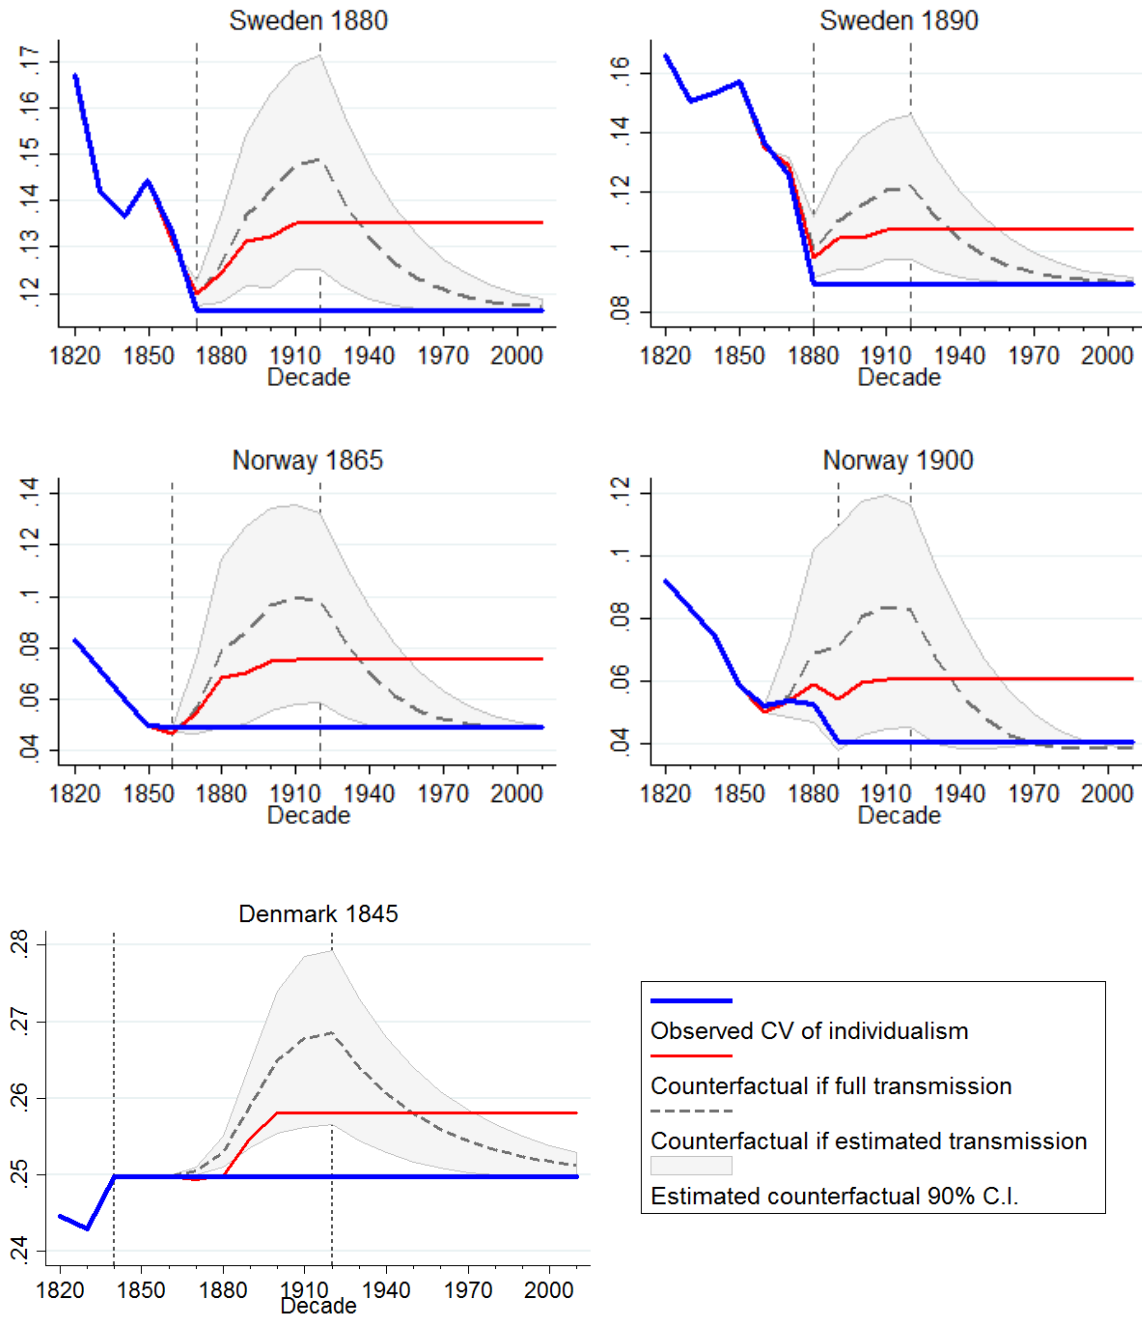 Sweden 1880
.17
.16
.15
.14
.13
.12
1820 1850 1880 1910 1940 1970 2000
Decade
Sweden 1890
.16
.14
.12
.1
.08
1820 1850 1880 1910 1940 1970 2000
Decade
Norway 1865
.14
.12
.1
.08
.06
.04
1820 1850 1880 1910 1940 1970 2000
Decade
Norway 1900
.12
.1
.08
.06
.04
1820 1850 1880 1910 1940 1970 2000
Decade
Denmark 1845
.28
.27
.26
.25
.24
1820 1850 1880 1910 1940 1970 2000
Decade
Observed CV of individualism
Counterfactual if full transmission
Counterfactual if estimated transmission
Estimated counterfactual 90% C.I.